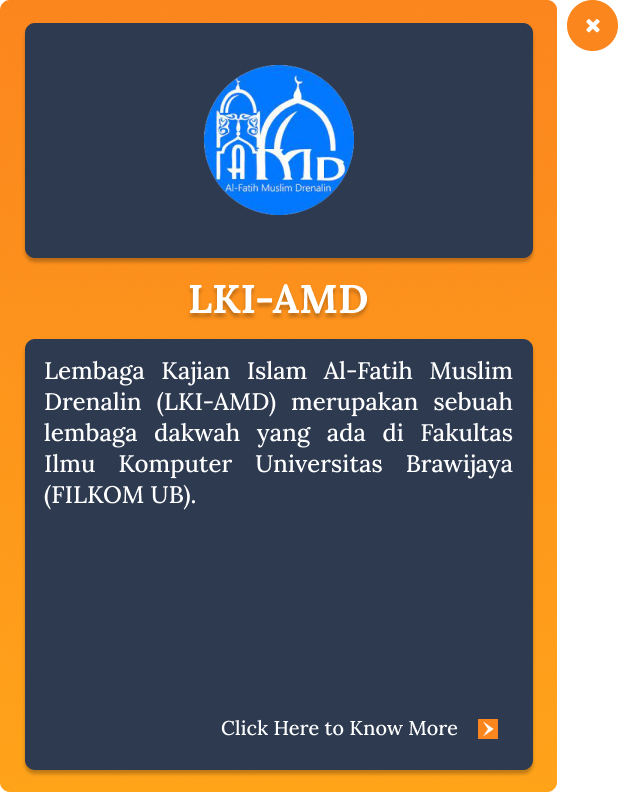 AMD
Al-Fatih Muslim Drenalin
LKI-AMD
Lembaga Kajian Islam Al-Fatih Muslim
Drenalin (LKI-AMD) merupakan sebuah
lembaga dakwah yang ada di Fakultas
Ilmu Komputer Universitas Brawijaya
(FILKOM UB).
Click Here to Know More